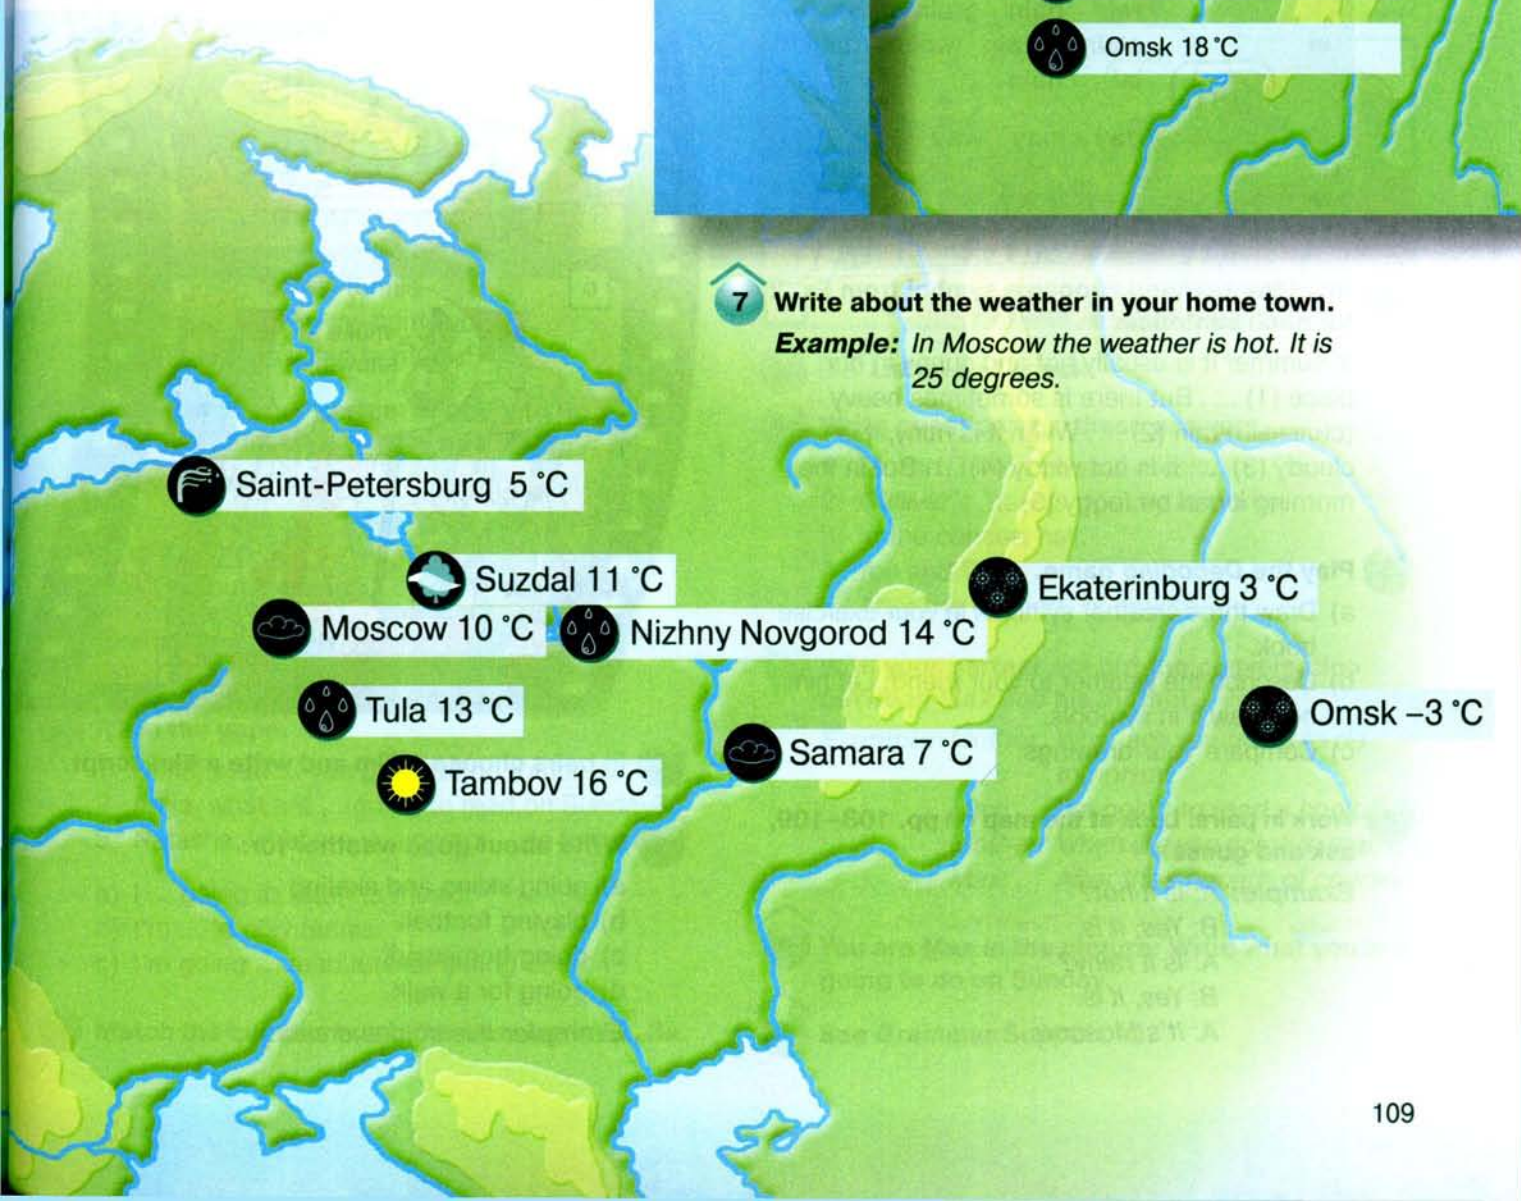 Omsk 18 °C
7 Write about the weather in your home town.
Example: In Moscow the weather is hot. It is
25 degrees.
Saint-Petersburg 5 °C
Suzdal 11 °C
Ekaterinburg 3 °C
Moscow 10 °C
Nizhny Novgorod 14 °C
Tula 13 °C
Omsk –3 °C
Samara 7 °C
Tambov 16 °C
109